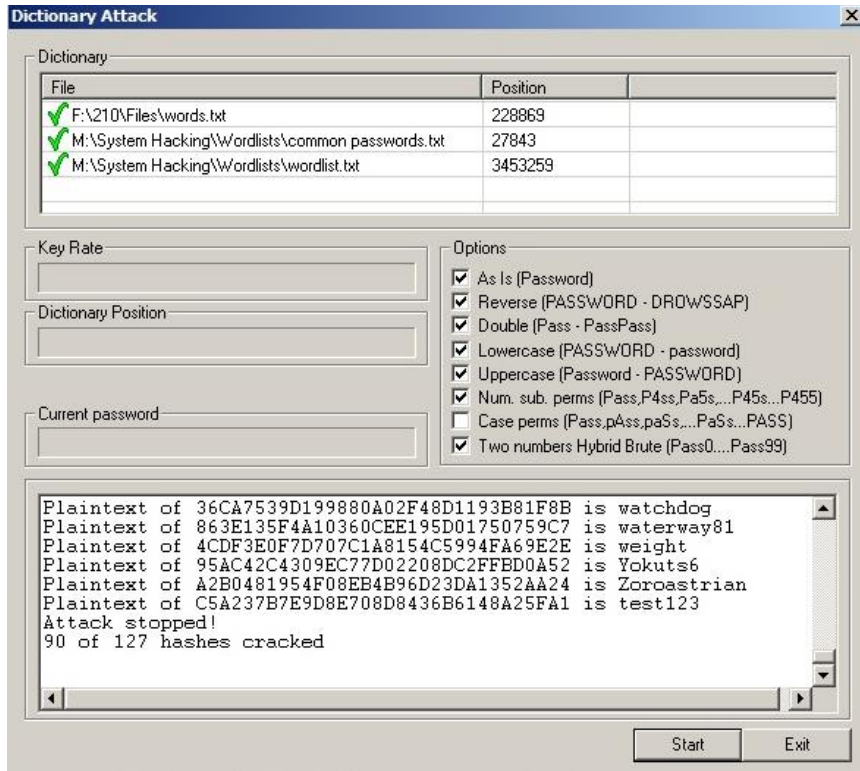 Dictionary Attack
Dictionary
File Position
F:\210\Files\words.txt 228869
M:\System Hacking\Wordlists\common passwords.txt 27843
M:\System Hacking\Wordlists\wordlist.txt 3453259
Key Rate
Dictionary Position
Current password
Options
As Is (Password)
Reverse (PASSWORD - DROWSSAP)
Double (Pass - PassPass)
Lowercase (PASSWORD - password)
Uppercase (Password - PASSWORD)
Num. sub. perms (Pass,P4ss,Pa5s,...P45s...P455)
Case perms (Pass,pAss,paSs,...PaSs...PASS)
Two numbers Hybrid Brute (Pass0....Pass99)
Plaintext of 36CA7539D199880A02F48D1193B81F8B is watchdog
Plaintext of 863E135F4A10360CEE195D01750759C7 is waterway81
Plaintext of 4CDF3E0F7D707C1A8154C5994FA69E2E is weight
Plaintext of 95AC42C4309EC77D02208DC2FFBD0A52 is Yokuts6
Plaintext of A2B0481954F08EB4B96D23DA1352AA24 is Zoroastrian
Plaintext of C5A237B7E9D8E708D8436B6148A25FA1 is test123
Attack stopped!
90 of 127 hashes cracked
Start Exit